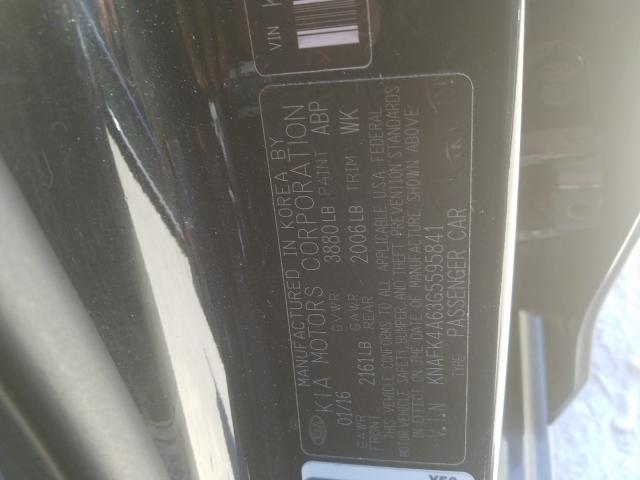 VIN
KIA
MANUFACTURED IN KOREA BY
KIA MOTORS CORPORATION
01/16 GVWR 3880LB PAINT ABP
GAWR FRONT 2161LB GAWR REAR 2006LB TRIM WK
THIS VEHICLE CONFORMS TO ALL APPLICABLE U.S.A. FEDERAL
MOTOR VEHICLE SAFETY, BUMPER, AND THEFT PREVENTION STANDARDS
IN EFFECT ON THE DATE OF MANUFACTURE SHOWN ABOVE
V.I.N KNAFK4A63G5595841
TYPE: PASSENGER CAR